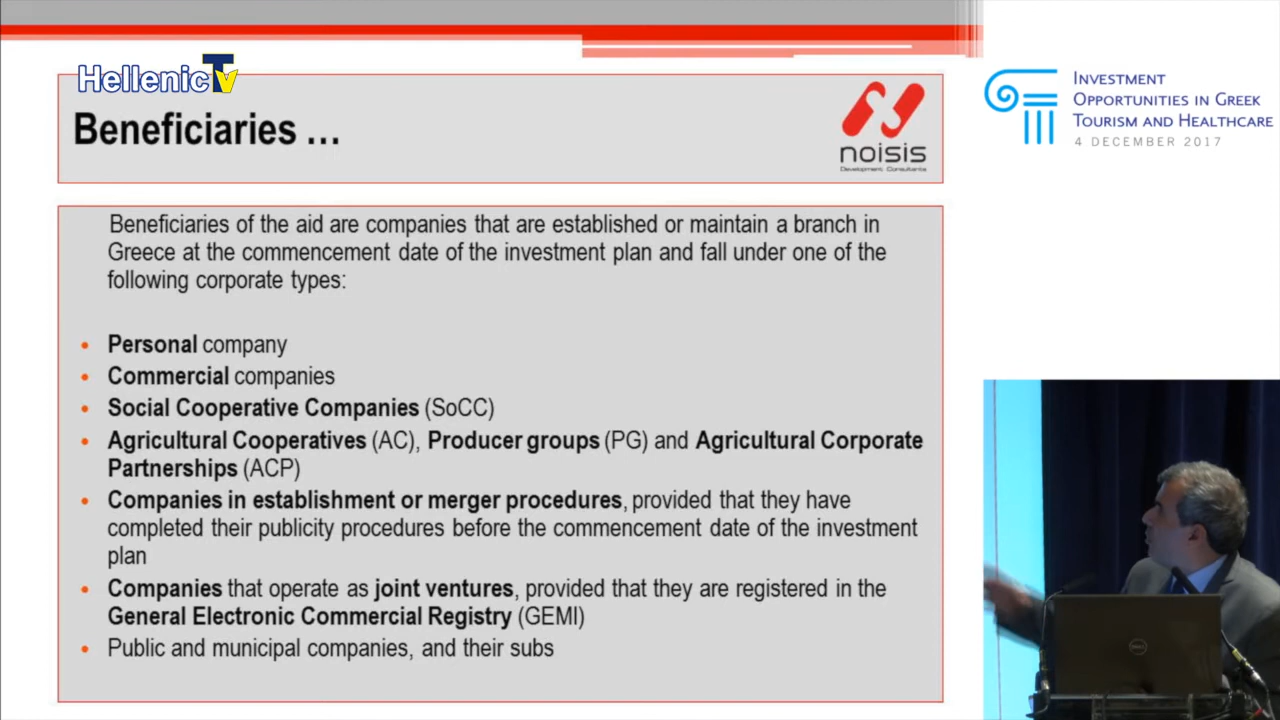 HellenicTv
Beneficiaries …
noisis
Development Consultants
INVESTMENT
OPPORTUNITIES IN GREEK
TOURISM AND HEALTHCARE
4 DECEMBER 2017
Beneficiaries of the aid are companies that are established or maintain a branch in
Greece at the commencement date of the investment plan and fall under one of the
following corporate types:
• Personal company
• Commercial companies
• Social Cooperative Companies (SoCC)
• Agricultural Cooperatives (AC), Producer groups (PG) and Agricultural Corporate
Partnerships (ACP)
• Companies in establishment or merger procedures, provided that they have
completed their publicity procedures before the commencement date of the investment
plan
• Companies that operate as joint ventures, provided that they are registered in the
General Electronic Commercial Registry (GEMI)
• Public and municipal companies, and their subs
DELL